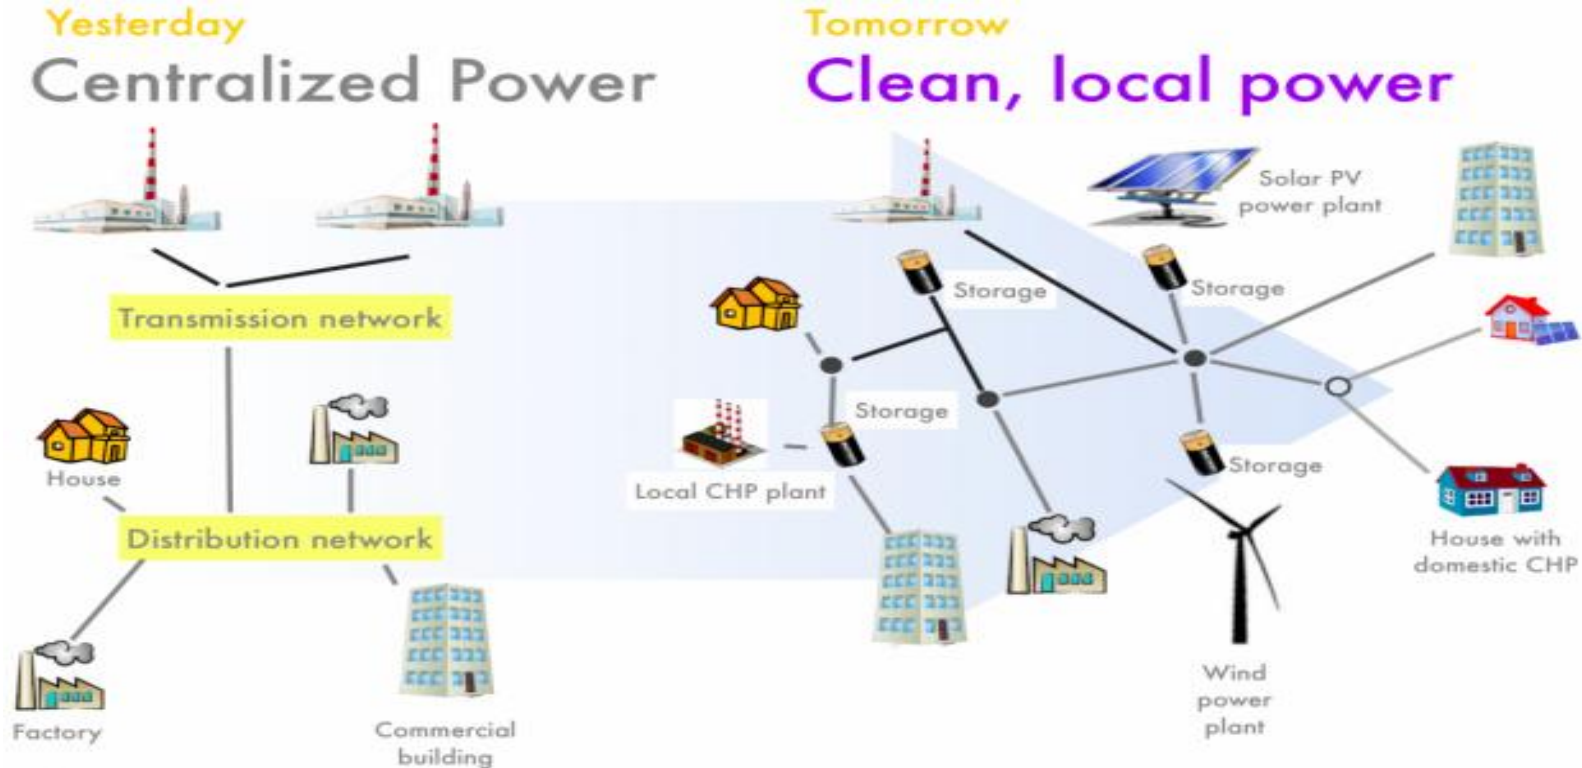 Yesterday
Centralized Power
Transmission network
House
Distribution network
Factory
Commercial
building
Tomorrow
Clean, local power
Solar PV
power plant
Storage
Storage
Storage
Local CHP plant
Storage
House with
domestic CHP
Wind
power
plant